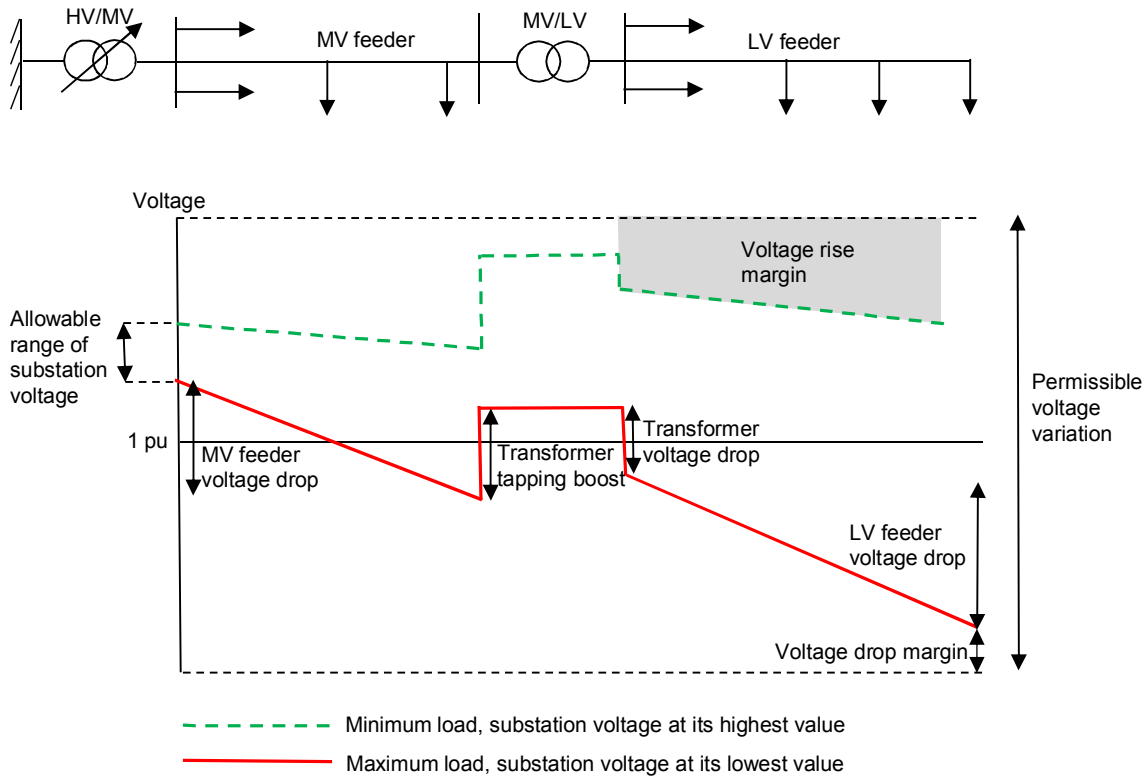 HV/MV
MV/LV
MV feeder
LV feeder
Voltage
Voltage rise
margin
Allowable
range of
substation
voltage
Permissible
voltage
variation
1 pu
MV feeder
voltage drop
Transformer
tapping boost
Transformer
voltage drop
LV feeder
voltage drop
Voltage drop margin
Minimum load, substation voltage at its highest value
Maximum load, substation voltage at its lowest value